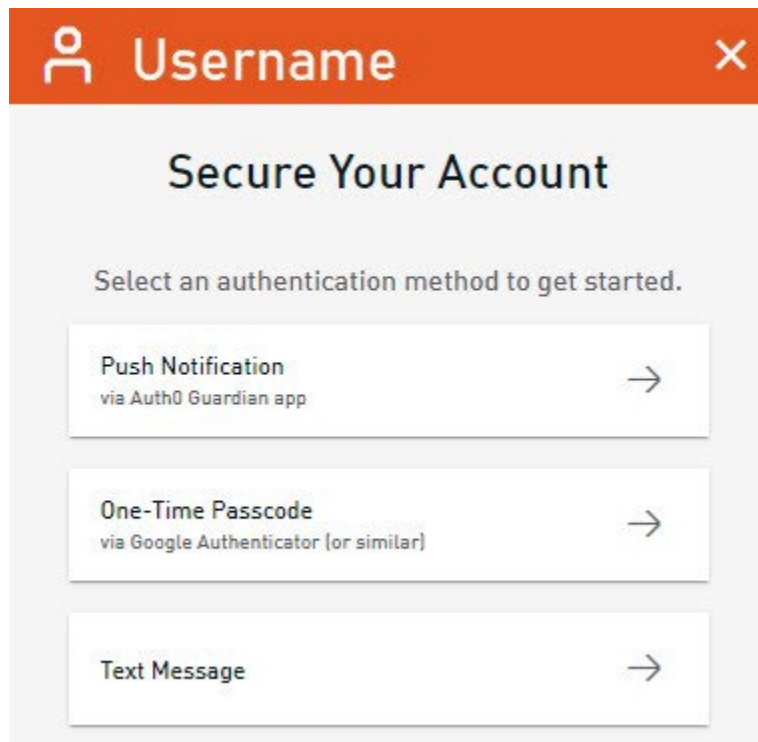 Username
Secure Your Account
Select an authentication method to get started.
Push Notification
via Auth0 Guardian app
One-Time Passcode
via Google Authenticator (or similar)
Text Message